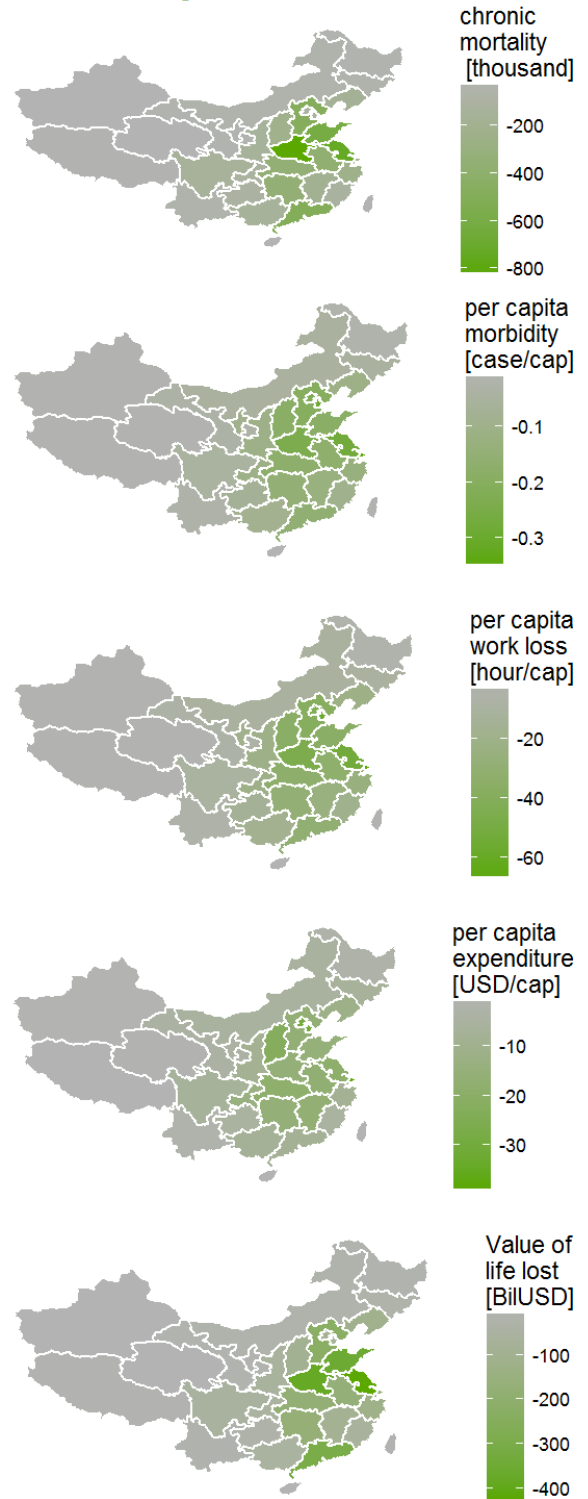 chronic
mortality
[thousand]
-200
-400
-600
-800
per capita
morbidity
[case/cap]
-0.1
-0.2
-0.3
per capita
work loss
[hour/cap]
-20
-40
-60
per capita
expenditure
[USD/cap]
-10
-20
-30
Value of
life lost
[BilUSD]
-100
-200
-300
-400